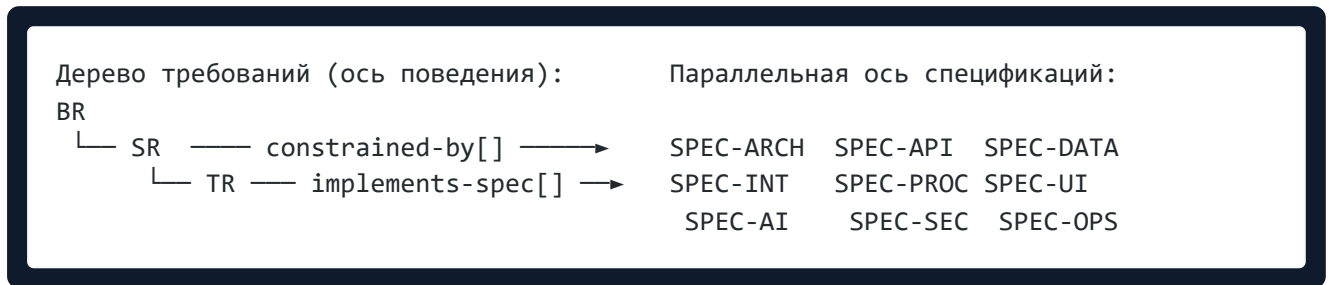 Дерево требований (ось поведения):       Параллельная ось спецификаций:
BR
 └── SR  ──── constrained-by[] ─────►    SPEC-ARCH  SPEC-API  SPEC-DATA
      └── TR ─── implements-spec[] ──►   SPEC-INT   SPEC-PROC SPEC-UI
                                          SPEC-AI    SPEC-SEC  SPEC-OPS